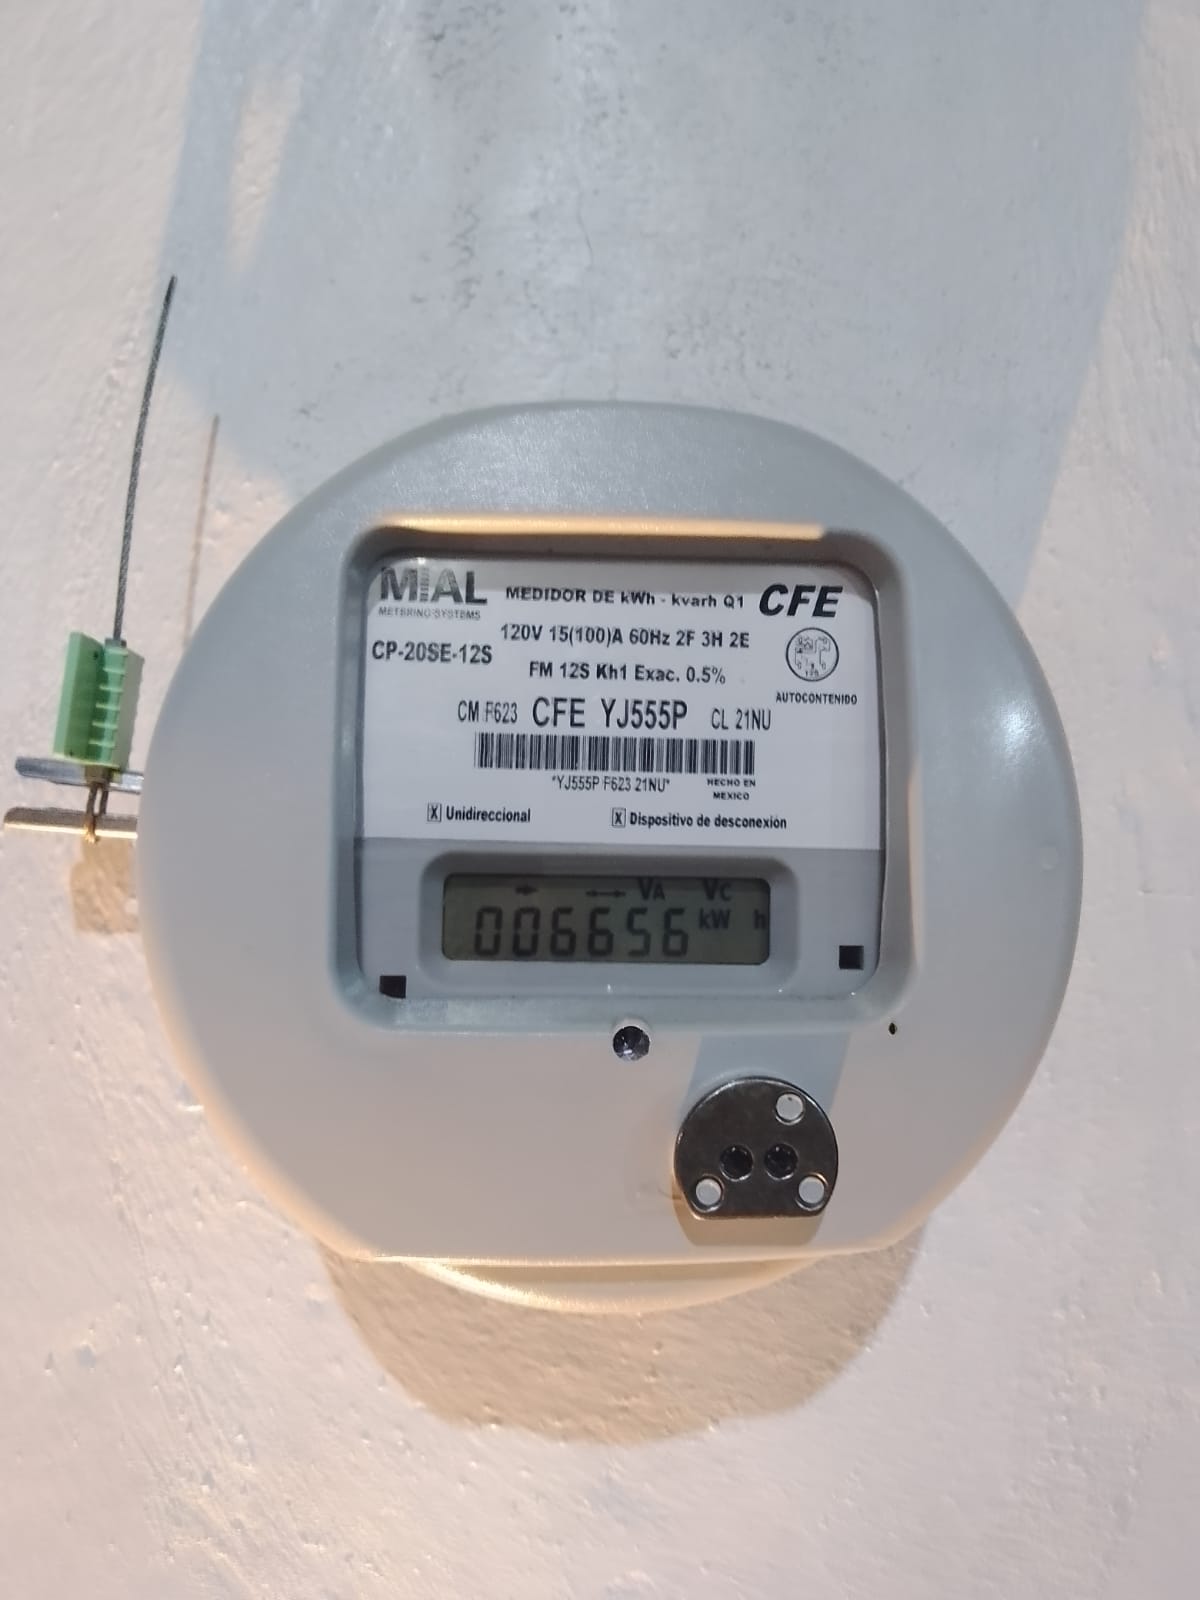 MIAL
METERING SYSTEMS
MEDIDOR DE kWh - kvarh Q1
CFE
120V 15(100)A 60Hz 2F 3H 2E
CP-20SE-12S
FM 12S Kh1 Exac. 0.5%
AUTOCONTENIDO
CM F623 CFE YJ555P CL 21NU
*YJ555P F623 21NU*
HECHO EN
MEXICO
X Unidireccional
X Dispositivo de desconexión
VA VC
006656 kW h